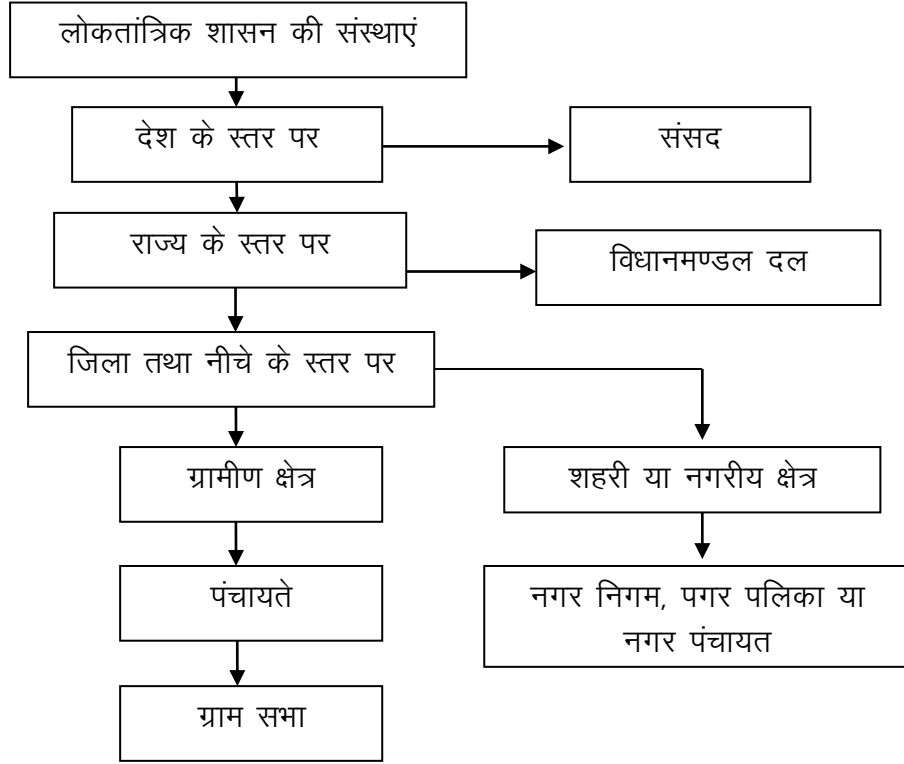 लोकतांत्रिक शासन की संस्थाएं
देश के स्तर पर
संसद
राज्य के स्तर पर
विधानमण्डल दल
जिला तथा नीचे के स्तर पर
ग्रामीण क्षेत्र
शहरी या नगरीय क्षेत्र
पंचायते
नगर निगम, पगर पलिका या
नगर पंचायत
ग्राम सभा